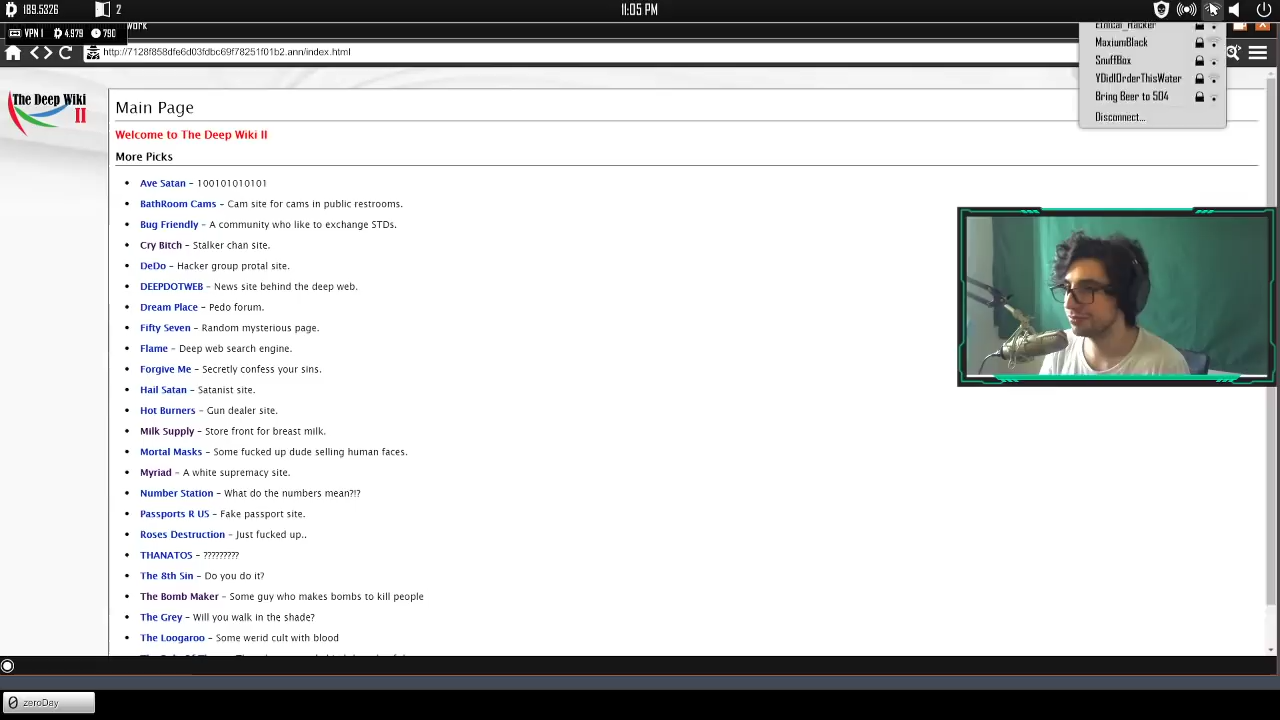 189.5326
2
11:05 PM
VPN 1
4.979
790
work
http://7128f858dfe6d03fdbc69f78251f01b2.ann/index.html
Ethical_Hacker
MaxiumBlack
SnuffBox
YDidIOrderThisWater
Bring Beer to 504
Disconnect...
The Deep Wiki
II
Main Page
Welcome to The Deep Wiki II
More Picks
Ave Satan – 100101010101
BathRoom Cams – Cam site for cams in public restrooms.
Bug Friendly – A community who like to exchange STDs.
Cry Bitch – Stalker chan site.
DeDo – Hacker group protal site.
DEEPDOTWEB – News site behind the deep web.
Dream Place – Pedo forum.
Fifty Seven – Random mysterious page.
Flame – Deep web search engine.
Forgive Me – Secretly confess your sins.
Hail Satan – Satanist site.
Hot Burners – Gun dealer site.
Milk Supply – Store front for breast milk.
Mortal Masks – Some fucked up dude selling human faces.
Myriad – A white supremacy site.
Number Station – What do the numbers mean?!?
Passports R US – Fake passport site.
Roses Destruction – Just fucked up..
THANATOS – ?????????
The 8th Sin – Do you do it?
The Bomb Maker – Some guy who makes bombs to kill people
The Grey – Will you walk in the shade?
The Loogaroo – Some werid cult with blood
zeroDay